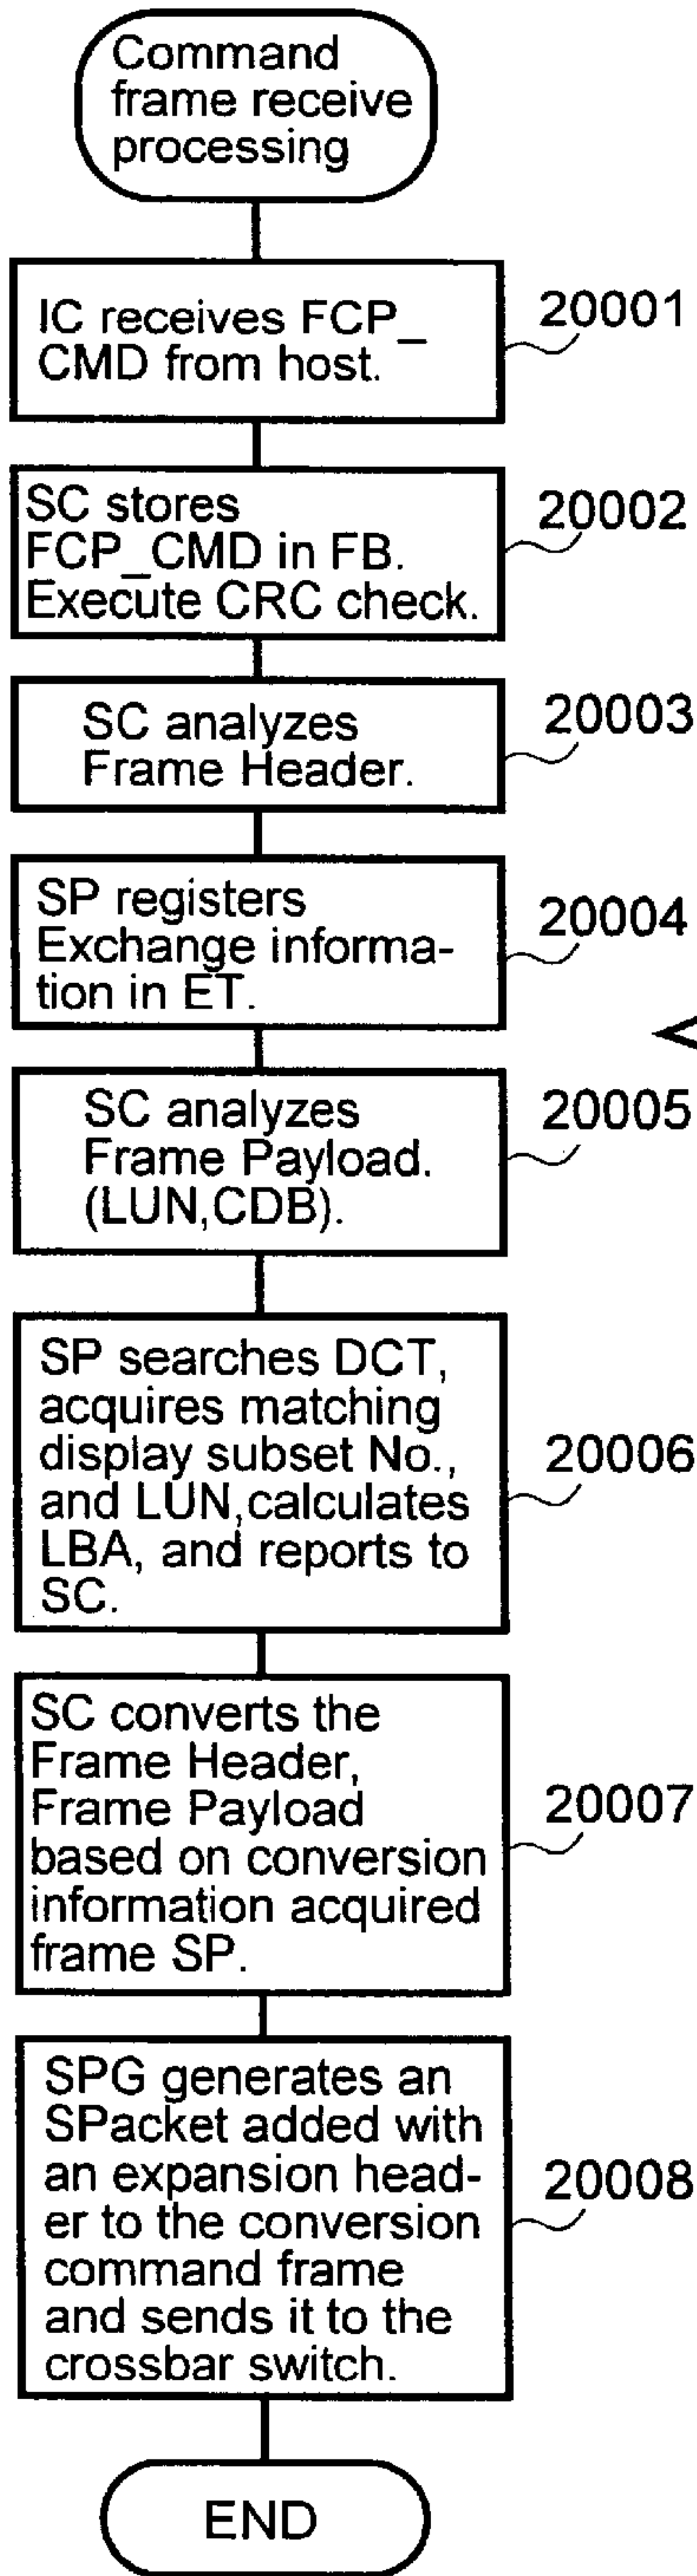 Command
frame receive
processing
IC receives FCP_
CMD from host.
20001
SC stores
FCP_CMD in FB.
Execute CRC check.
20002
SC analyzes
Frame Header.
20003
SP registers
Exchange informa-
tion in ET.
20004
SC analyzes
Frame Payload.
(LUN,CDB).
20005
SP searches DCT,
acquires matching
display subset No.,
and LUN,calculates
LBA, and reports to
SC.
20006
SC converts the
Frame Header,
Frame Payload
based on conversion
information acquired
frame SP.
20007
SPG generates an
SPacket added with
an expansion head-
er to the conversion
command frame
and sends it to the
crossbar switch.
20008
END